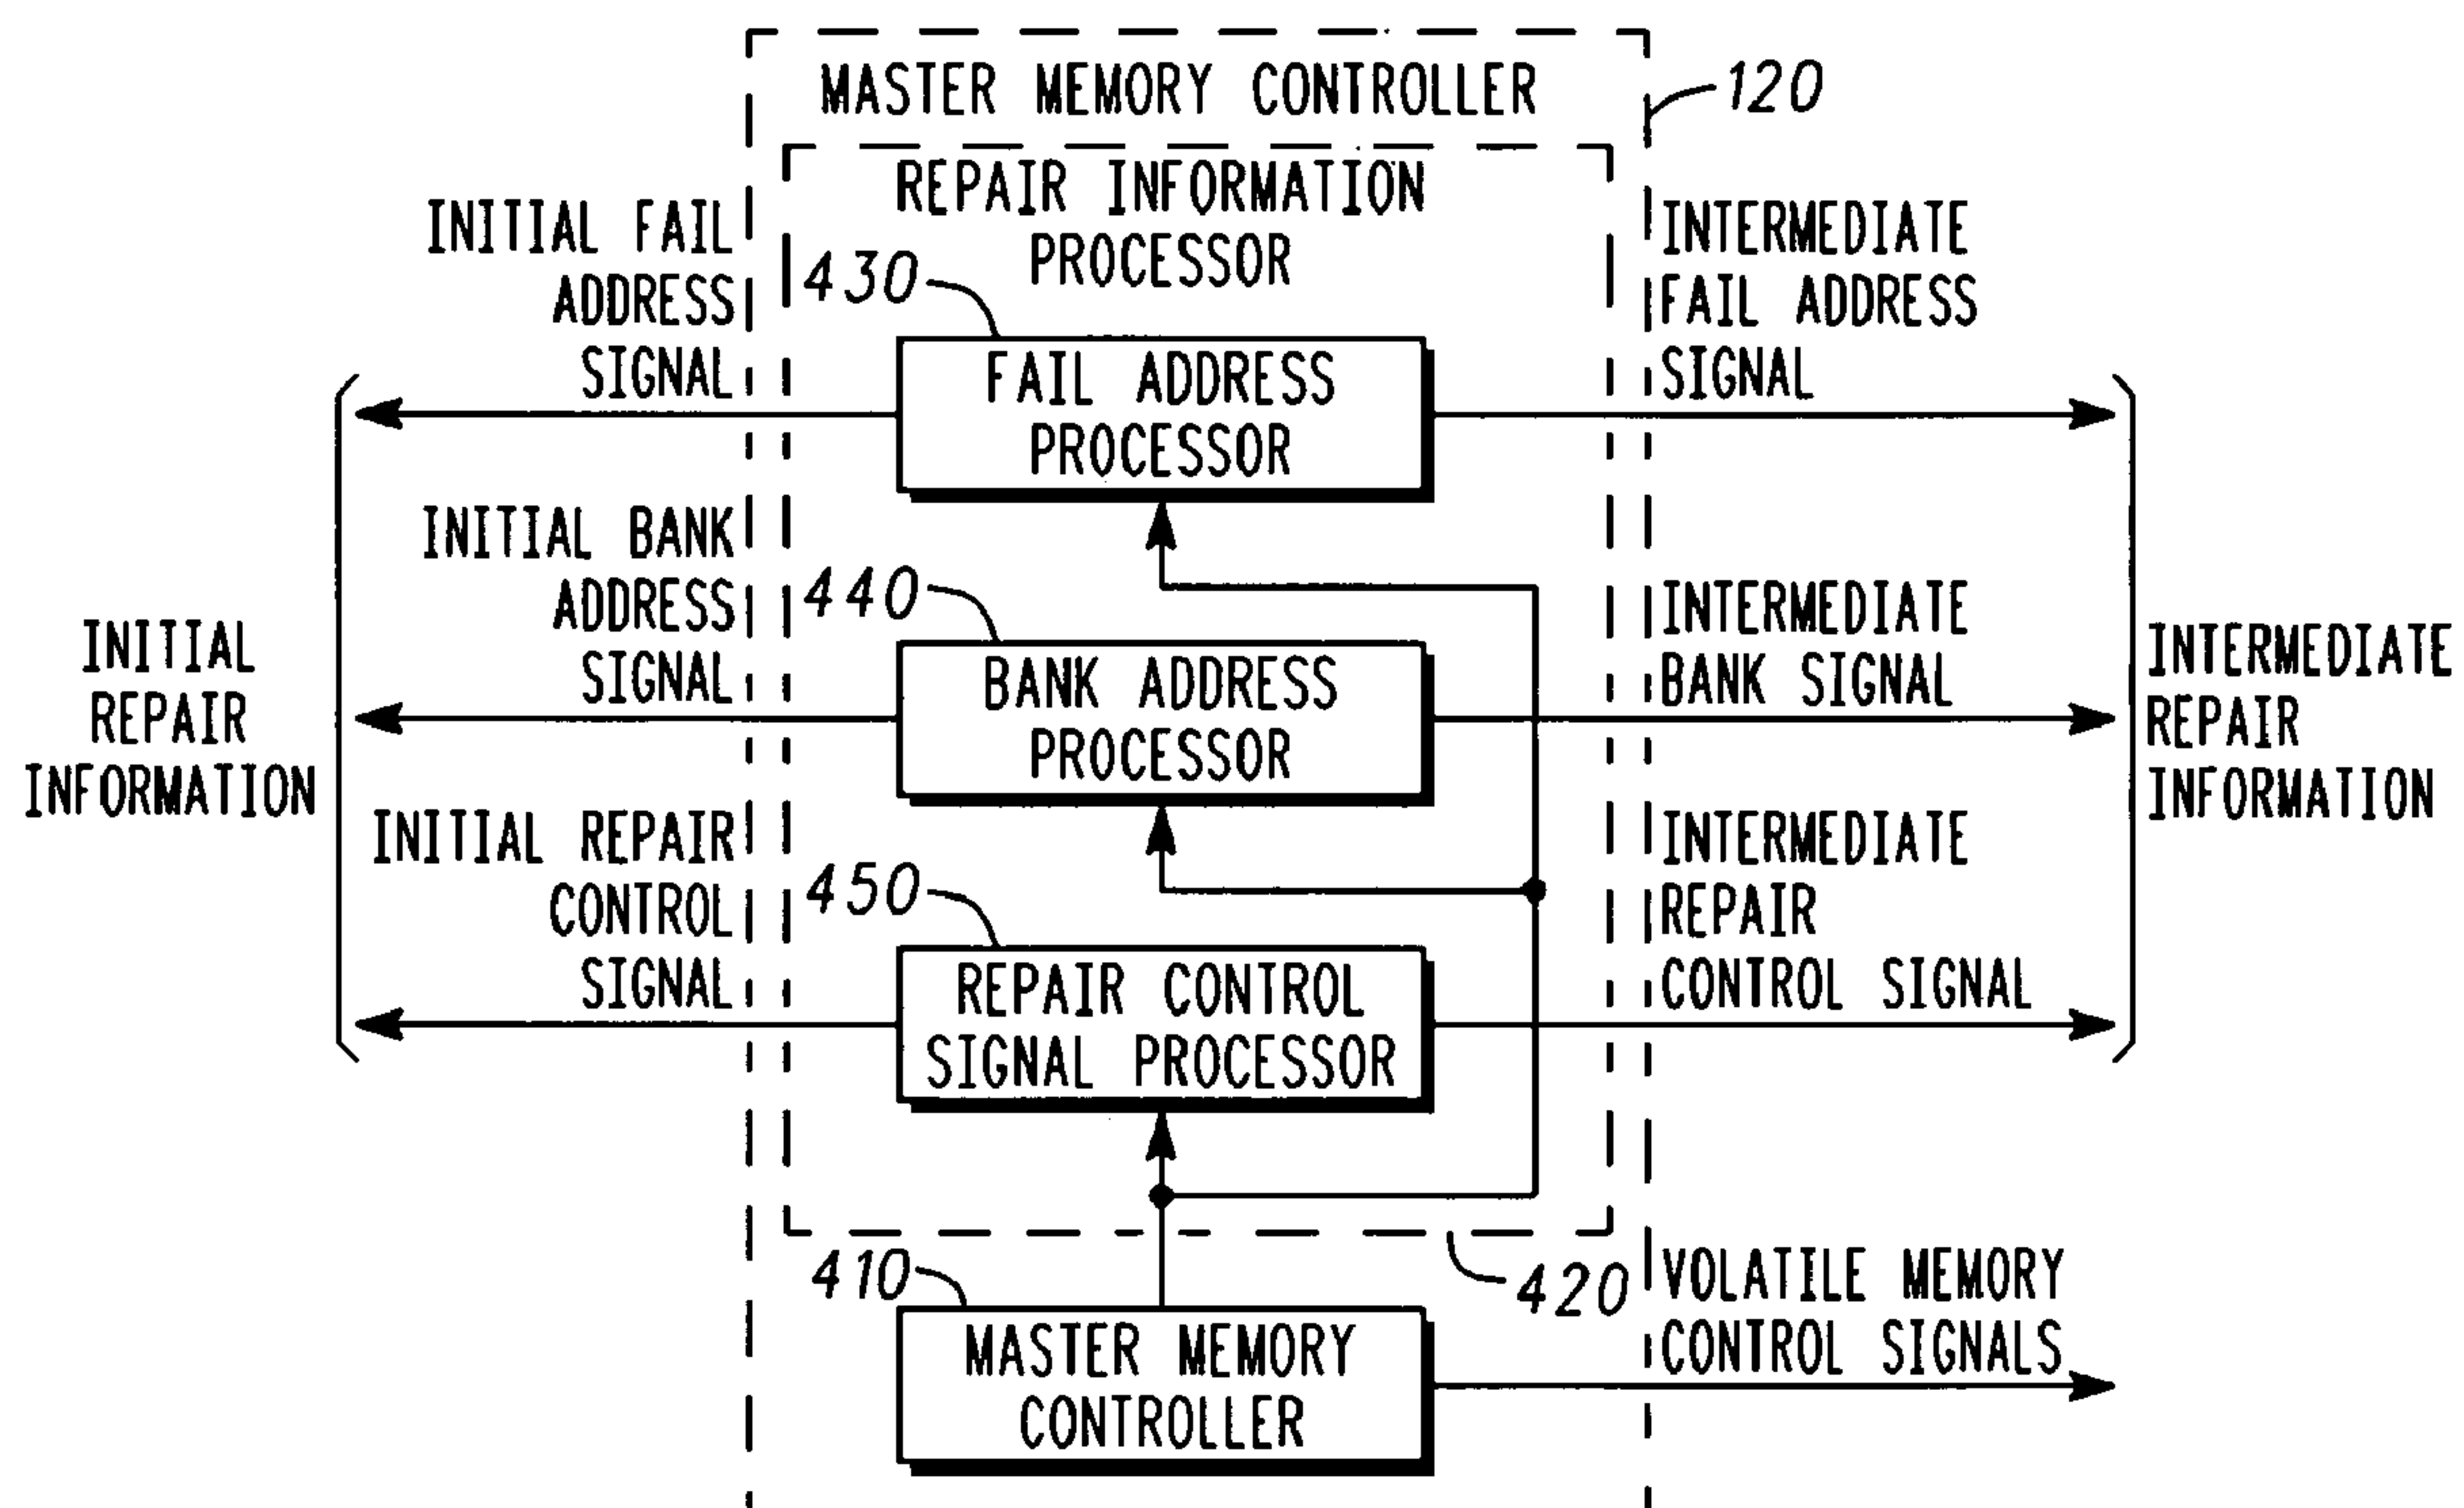 MASTER MEMORY CONTROLLER
120
REPAIR INFORMATION
PROCESSOR
INITIAL FAIL
ADDRESS
SIGNAL
430
INTERMEDIATE
FAIL ADDRESS
SIGNAL
FAIL ADDRESS
PROCESSOR
INITIAL BANK
ADDRESS
SIGNAL
440
INTERMEDIATE
BANK SIGNAL
BANK ADDRESS
PROCESSOR
INITIAL
REPAIR
INFORMATION
INTERMEDIATE
REPAIR
INFORMATION
INITIAL REPAIR
CONTROL
SIGNAL
450
INTERMEDIATE
REPAIR
CONTROL SIGNAL
REPAIR CONTROL
SIGNAL PROCESSOR
410
420
VOLATILE MEMORY
CONTROL SIGNALS
MASTER MEMORY
CONTROLLER